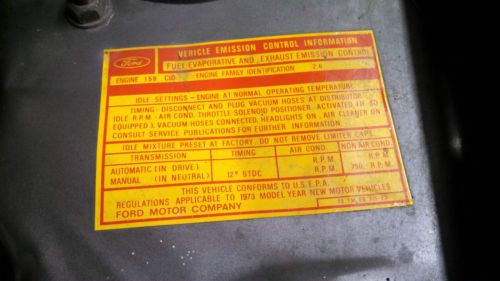 Ford
VEHICLE EMISSION CONTROL INFORMATION
FUEL EVAPORATIVE AND EXHAUST EMISSION CONTROL
ENGINE 159 CID ENGINE FAMILY IDENTIFICATION 2.6
IDLE SETTINGS - ENGINE AT NORMAL OPERATING TEMPERATURE
TIMING: DISCONNECT AND PLUG VACUUM HOSES AT DISTRIBUTOR
IDLE R.P.M - AIR COND. THROTTLE SOLENOID POSITIONER ACTIVATED (IF SO
EQUIPPED), VACUUM HOSES CONNECTED, HEADLIGHTS ON, AIR CLEANER ON
CONSULT SERVICE PUBLICATIONS FOR FURTHER INFORMATION.
IDLE MIXTURE PRESET AT FACTORY, DO NOT REMOVE LIMITER CAPS
TRANSMISSION TIMING AIR COND. NON AIR COND
AUTOMATIC (IN DRIVE) R.P.M. R.P.M.
MANUAL (IN NEUTRAL) 12° BTDC R.P.M. 750 R.P.M.
THIS VEHICLE CONFORMS TO U.S.E.P.A.
REGULATIONS APPLICABLE TO 1973 MODEL YEAR NEW MOTOR VEHICLES
FORD MOTOR COMPANY